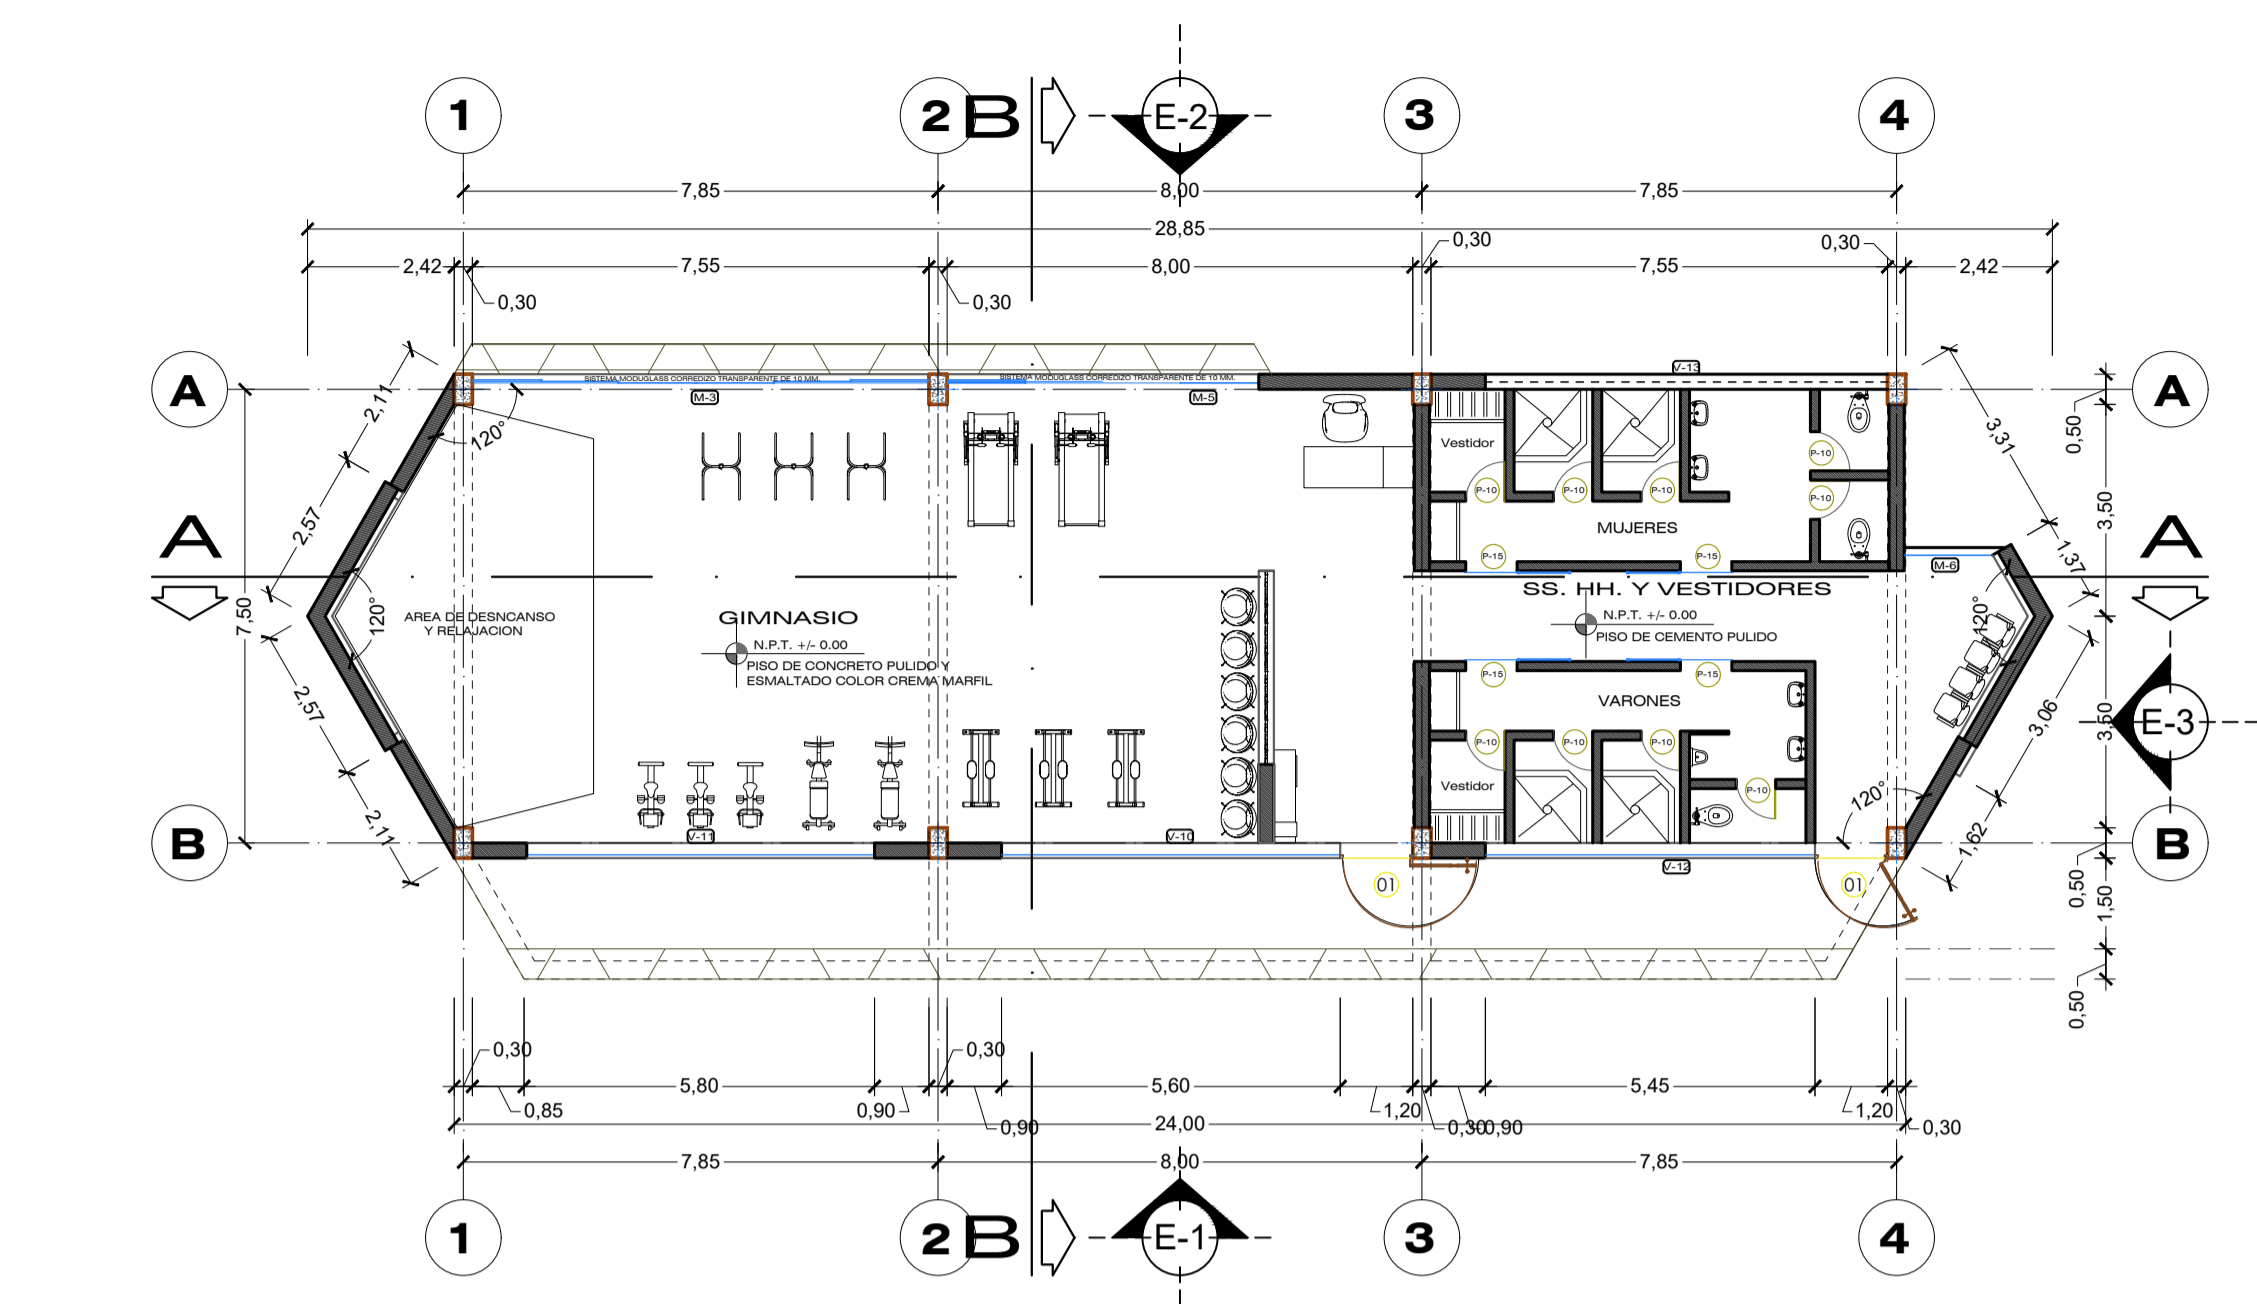 1
2
B
E-2
3
4
7,85
8,00
7,85
28,85
0,30
0,30
2,42
7,55
8,00
7,55
2,42
0,30
0,30
SISTEMA MODUGLASS CORREDIZO TRANSPARENTE DE 10 MM.
SISTEMA MODUGLASS CORREDIZO TRANSPARENTE DE 10 MM.
V-13
A
A
M-3
M-5
2,11
120°
0,50
3,31
Vestidor
P-10
P-10
P-10
P-10
P-10
3,50
2,57
MUJERES
A
A
P-15
P-15
1,37
M-6
7,50
120°
AREA DE DESNCANSO
Y RELAJACION
GIMNASIO
N.P.T. +/- 0.00
PISO DE CONCRETO PULIDO Y
ESMALTADO COLOR CREMA MARFIL
SS. HH. Y VESTIDORES
N.P.T. +/- 0.00
PISO DE CEMENTO PULIDO
120°
P-15
P-15
2,57
VARONES
3,06
3,50
E-3
P-10
P-10
P-10
Vestidor
P-10
120°
2,11
V-11
V-10
B
B
1,62
V-12
01
01
0,50
1,50
0,50
0,30
0,30
5,80
5,60
5,45
0,85
0,90
1,20
1,20
24,00
0,90
0,30
0,90
0,30
7,85
8,00
7,85
1
2
B
E-1
3
4